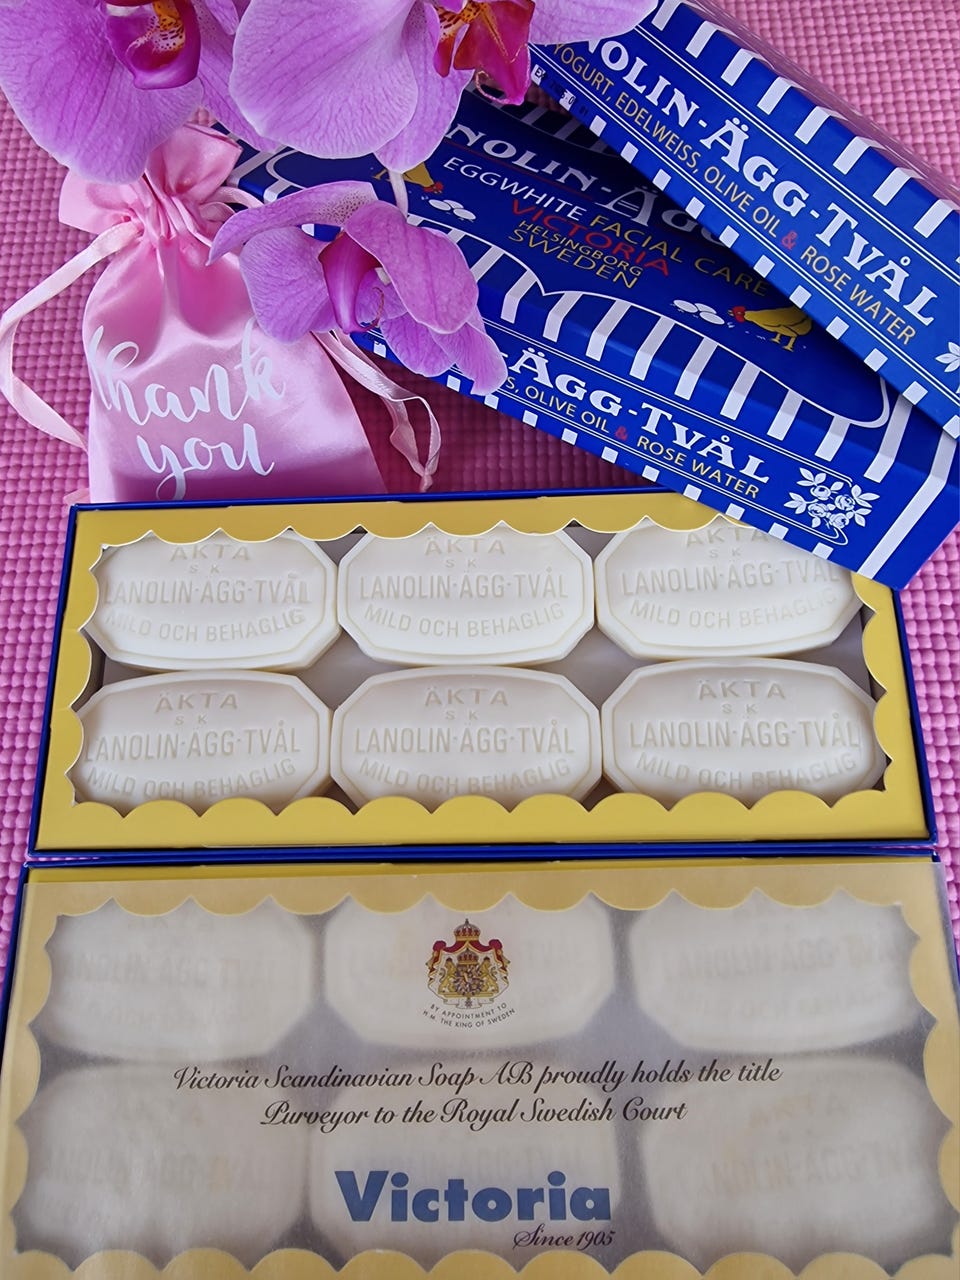 NOLIN-ÄGG-TVÅL
YOGURT, EDELWEISS, OLIVE OIL & ROSE WATER
NOLIN-ÄGG
EGGWHITE FACIAL CARE
VICTORIA
HELSINGBORG
SWEDEN
-ÄGG-TVÅL
S, OLIVE OIL & ROSE WATER
thank
you
ÄKTA
S K
LANOLIN-ÄGG-TVÅL
MILD OCH BEHAGLIG
ÄKTA
S K
LANOLIN-ÄGG-TVÅL
MILD OCH BEHAGLIG
ÄKTA
S K
LANOLIN-ÄGG-TVÅL
MILD OCH BEHAGLIG
ÄKTA
S K
LANOLIN-ÄGG-TVÅL
MILD OCH BEHAGLIG
ÄKTA
S K
LANOLIN-ÄGG-TVÅL
MILD OCH BEHAGLIG
ÄKTA
S K
LANOLIN-ÄGG-TVÅL
MILD OCH BEHAGLIG
BY APPOINTMENT TO
H.M. THE KING OF SWEDEN
Victoria Scandinavian Soap AB proudly holds the title
Purveyor to the Royal Swedish Court
Victoria
Since 1905